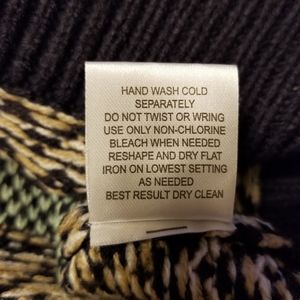 HAND WASH COLD
SEPARATELY
DO NOT TWIST OR WRING
USE ONLY NON-CHLORINE
BLEACH WHEN NEEDED
RESHAPE AND DRY FLAT
IRON ON LOWEST SETTING
AS NEEDED
BEST RESULT DRY CLEAN